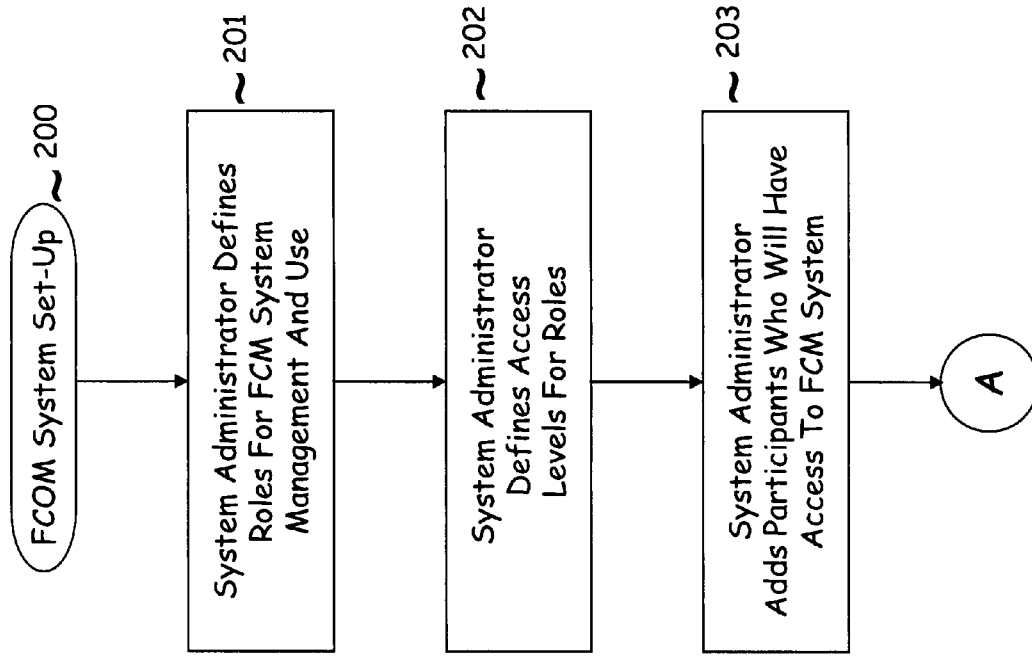 FCOM System Set-Up ~ 200
System Administrator Defines
Roles For FCM System
Management And Use
~ 201
System Administrator
Defines Access
Levels For Roles
~ 202
System Administrator
Adds Participants Who Will Have
Access To FCM System
~ 203
A